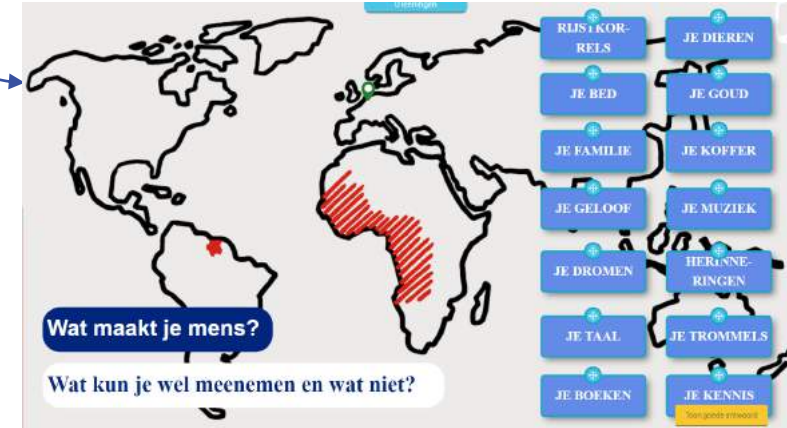 RIJSTKOR-
RELS
JE DIEREN
JE BED
JE GOUD
JE FAMILIE
JE KOFFER
JE GELOOF
JE MUZIEK
JE DROMEN
HERINNE-
RINGEN
JE TAAL
JE TROMMELS
JE BOEKEN
JE KENNIS
Wat maakt je mens?
Wat kun je wel meenemen en wat niet?
Toon goede antwoord